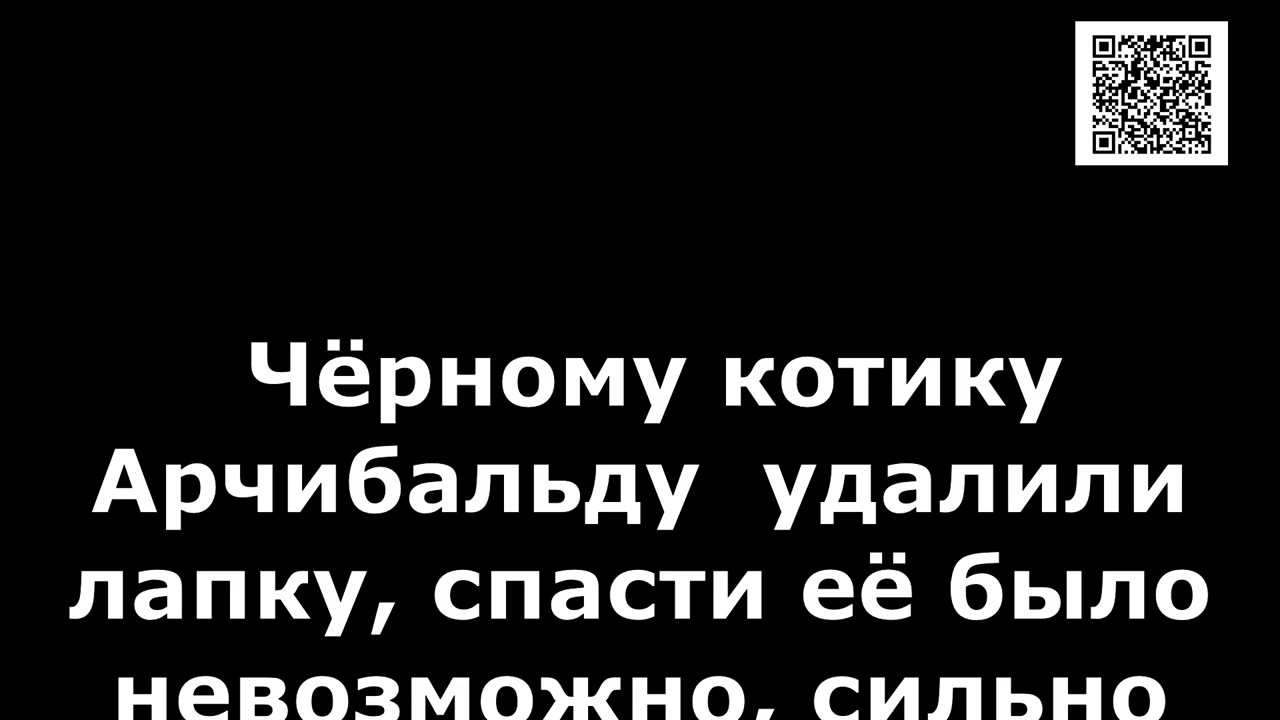 Чёрному котику
Арчибальду удалили
лапку, спасти её было
невозможно, сильно